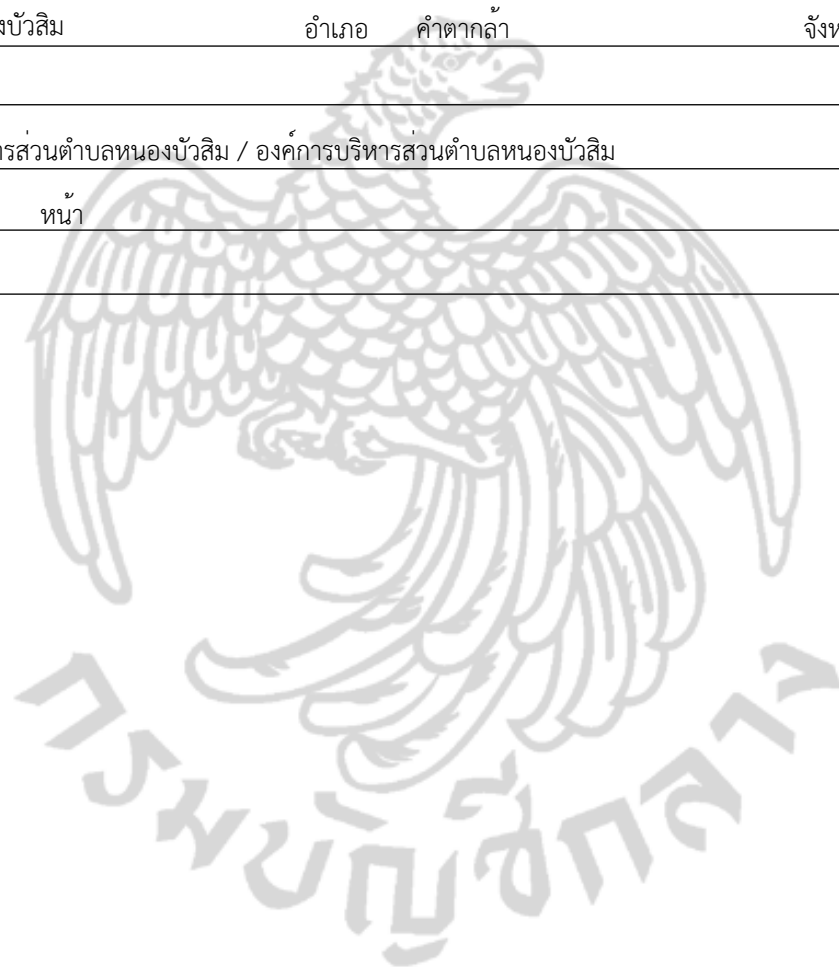 งบัวสิม อำเภอ คำตากล้า จังห
รส่วนตำบลหนองบัวสิม / องค์การบริหารส่วนตำบลหนองบัวสิม
หน้า
กรมบัญชีกลาง